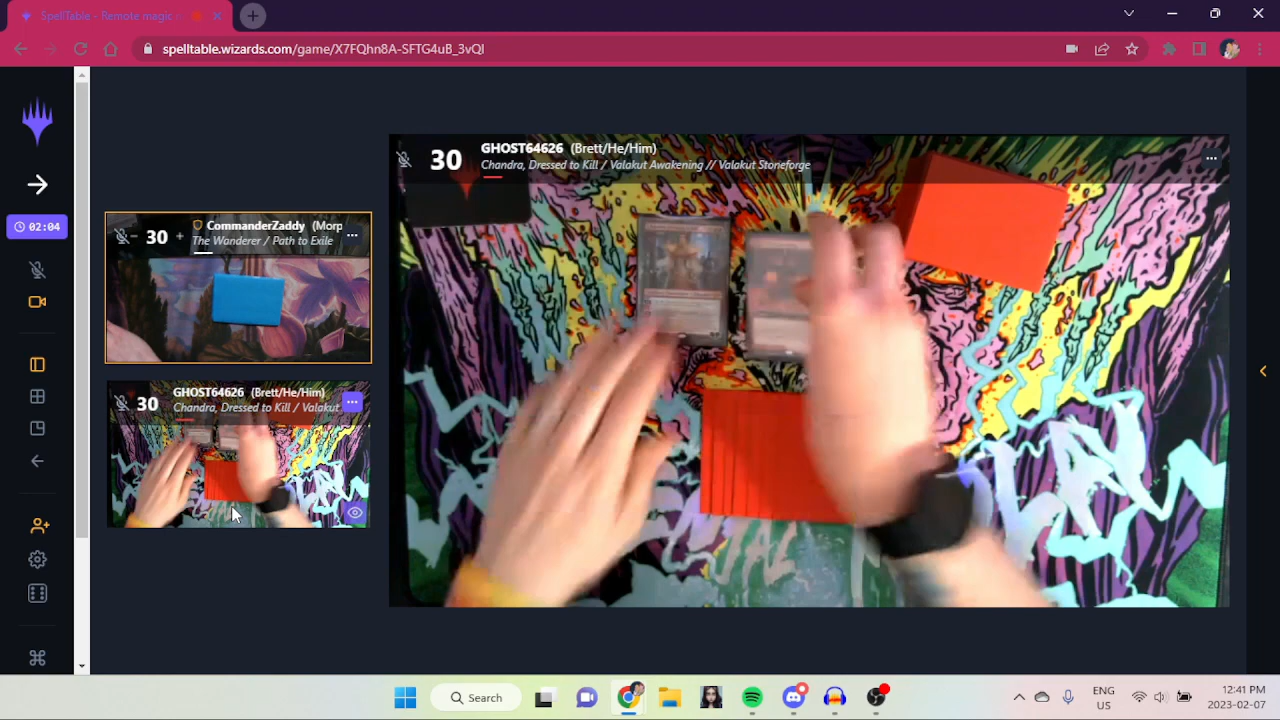 SpellTable - Remote magic
spelltable.wizards.com/game/X7FQhn8A-SFTG4uB_3vQI
02:04
30 CommanderZaddy (Morp
The Wanderer / Path to Exile
30 GHOST64626 (Brett/He/Him)
Chandra, Dressed to Kill / Valakut
30 GHOST64626 (Brett/He/Him)
Chandra, Dressed to Kill / Valakut Awakening // Valakut Stoneforge
Search
ENG
US
12:41 PM
2023-02-07